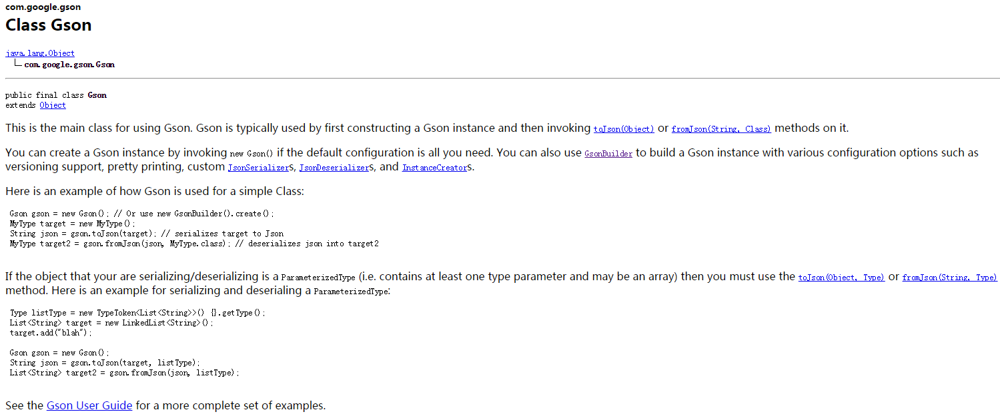 com.google.gson
Class Gson
java.lang.Object
com.google.gson.Gson
public final class Gson
extends Object
This is the main class for using Gson. Gson is typically used by first constructing a Gson instance and then invoking toJson(Object) or fromJson(String, Class) methods on it.
You can create a Gson instance by invoking new Gson() if the default configuration is all you need. You can also use GsonBuilder to build a Gson instance with various configuration options such as
versioning support, pretty printing, custom JsonSerializers, JsonDeserializers, and InstanceCreators.
Here is an example of how Gson is used for a simple Class:
Gson gson = new Gson(); // Or use new GsonBuilder().create();
MyType target = new MyType();
String json = gson.toJson(target); // serializes target to Json
MyType target2 = gson.fromJson(json, MyType.class); // deserializes json into target2
If the object that your are serializing/deserializing is a ParameterizedType (i.e. contains at least one type parameter and may be an array) then you must use the toJson(Object, Type) or fromJson(String, Type)
method. Here is an example for serializing and deserialing a ParameterizedType:
Type listType = new TypeToken<List<String>>() {}.getType();
List<String> target = new LinkedList<String>();
target.add("blah");
Gson gson = new Gson();
String json = gson.toJson(target, listType);
List<String> target2 = gson.fromJson(json, listType);
See the Gson User Guide for a more complete set of examples.